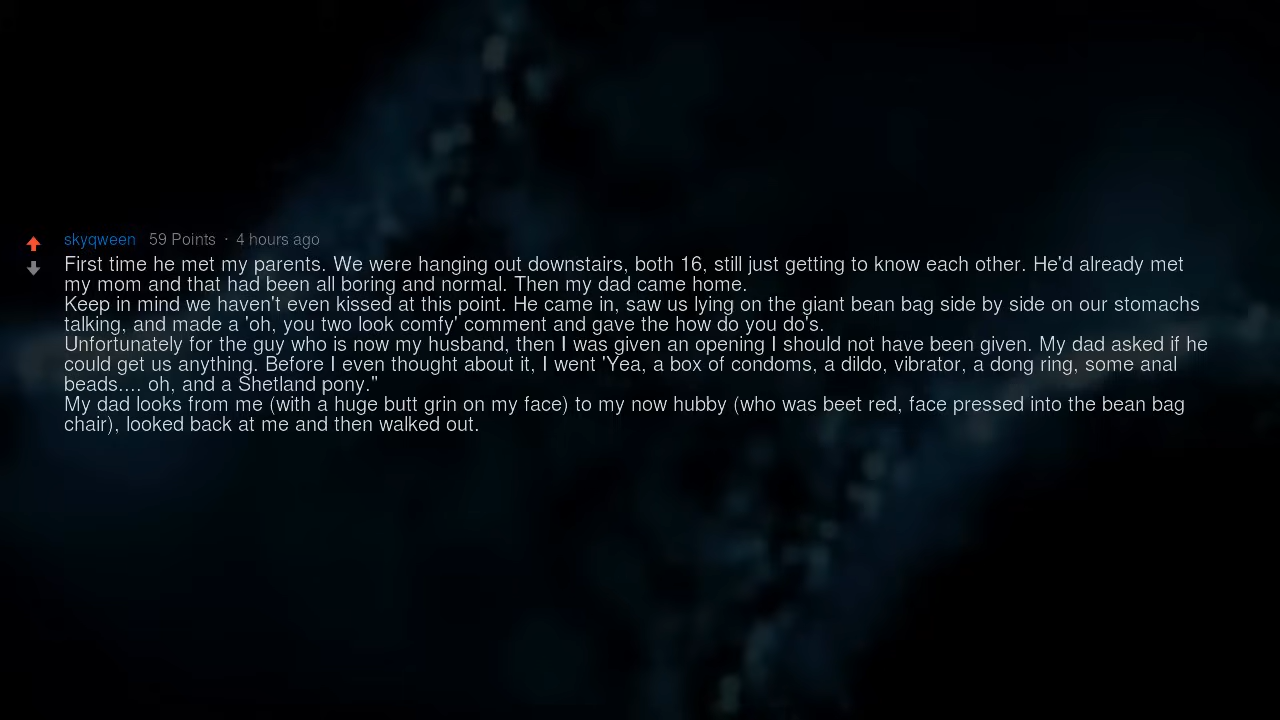 skyqween 59 Points · 4 hours ago
First time he met my parents. We were hanging out downstairs, both 16, still just getting to know each other. He'd already met
my mom and that had been all boring and normal. Then my dad came home.
Keep in mind we haven't even kissed at this point. He came in, saw us lying on the giant bean bag side by side on our stomachs
talking, and made a 'oh, you two look comfy' comment and gave the how do you do's.
Unfortunately for the guy who is now my husband, then I was given an opening I should not have been given. My dad asked if he
could get us anything. Before I even thought about it, I went 'Yea, a box of condoms, a dildo, vibrator, a dong ring, some anal
beads.... oh, and a Shetland pony."
My dad looks from me (with a huge butt grin on my face) to my now hubby (who was beet red, face pressed into the bean bag
chair), looked back at me and then walked out.